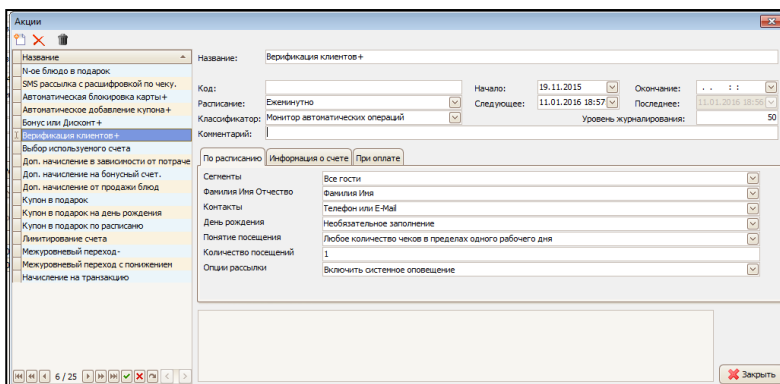 Акции
Название
N-ое блюдо в подарок
SMS рассылка с расшифровкой по чеку.
Автоматическая блокировка карты+
Автоматическое добавление купона+
Бонус или Дисконт+
Верификация клиентов+
Выбор используемого счета
Доп. начисление в зависимости от потраче
Доп. начисление на бонусный счет.
Доп. начисление от продажи блюд
Купон в подарок
Купон в подарок на день рождения
Купон в подарок по расписанию
Лимитирование счета
Межуровневый переход-
Межуровневый переход с понижением
Начисление на транзакцию
6 / 25
Название: Верификация клиентов+
Код: Начало: 19.11.2015 Окончание: . . : :
Расписание: Ежеминутно Следующее: 11.01.2016 18:57 Последнее: 11.01.2016 18:56
Классификатор: Монитор автоматических операций Уровень журналирования: 50
Комментарий:
По расписанию Информация о счете При оплате
Сегменты Все гости
Фамилия Имя Отчество Фамилия Имя
Контакты Телефон или E-Mail
День рождения Необязательное заполнение
Понятие посещения Любое количество чеков в пределах одного рабочего дня
Количество посещений 1
Опции рассылки Включить системное оповещение
Закрыть